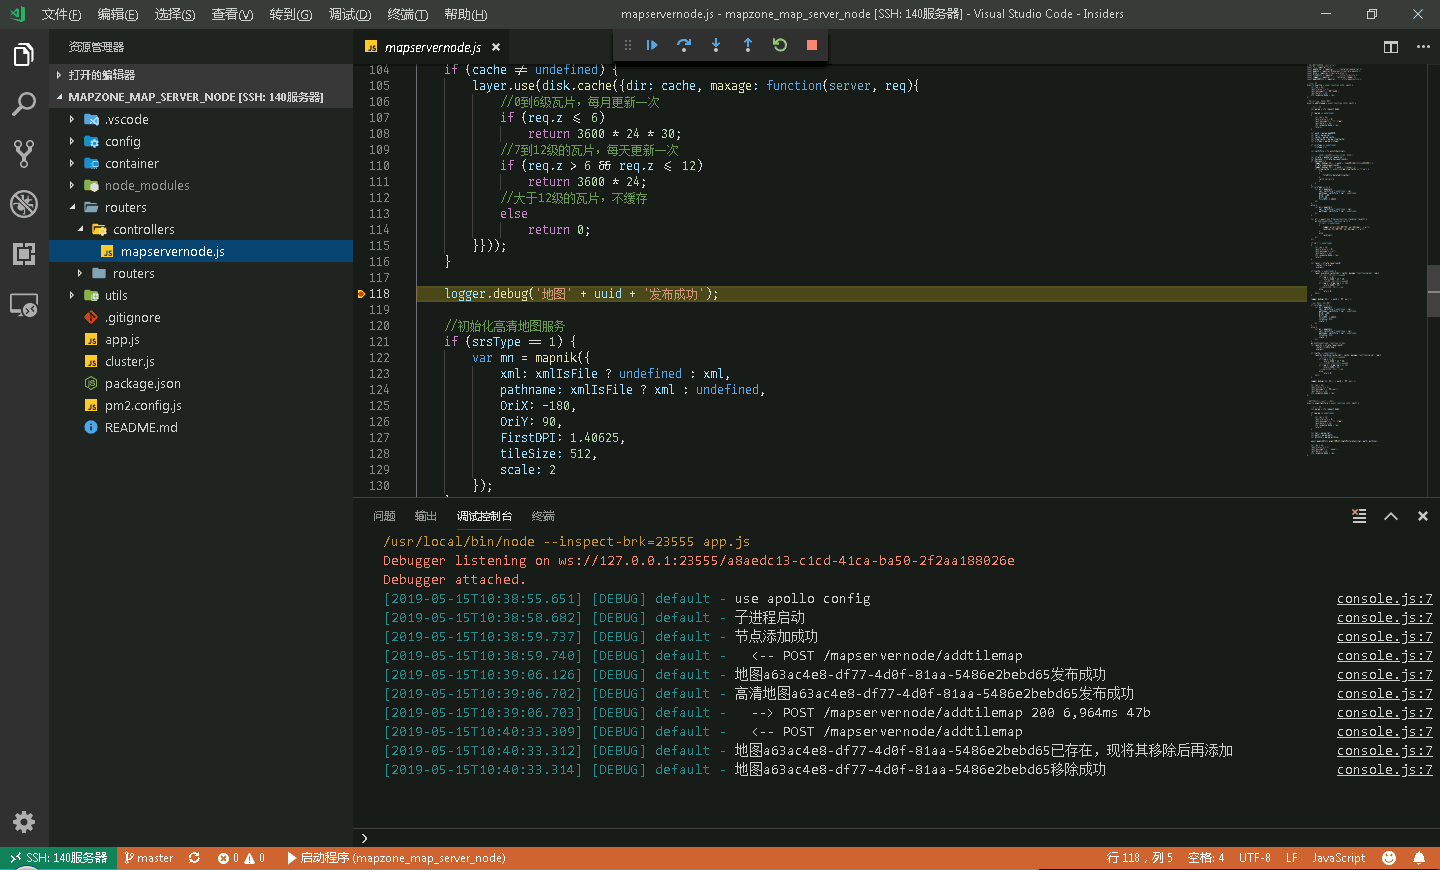 文件(F) 编辑(E) 选择(S) 查看(V) 转到(G) 调试(D) 终端(T) 帮助(H) mapservernode.js - mapzone_map_server_node [SSH: 140服务器] - Visual Studio Code - Insiders
资源管理器
打开的编辑器
MAPZONE_MAP_SERVER_NODE [SSH: 140服务器]
.vscode
config
container
node_modules
routers
controllers
JS mapservernode.js
routers
utils
.gitignore
JS app.js
JS cluster.js
package.json
JS pm2.config.js
README.md
JS mapservernode.js
104 if (cache ≠ undefined) {
105 layer.use(disk.cache({dir: cache, maxage: function(server, req){
106 //0到6级瓦片，每月更新一次
107 if (req.z ⩽ 6)
108 return 3600 * 24 * 30;
109 //7到12级的瓦片，每天更新一次
110 if (req.z > 6 && req.z ⩽ 12)
111 return 3600 * 24;
112 //大于12级的瓦片，不缓存
113 else
114 return 0;
115 }}));
116 }
117
118 logger.debug('地图' + uuid + '发布成功');
119
120 //初始化高清地图服务
121 if (srsType == 1) {
122 var mn = mapnik({
123 xml: xmlIsFile ? undefined : xml,
124 pathname: xmlIsFile ? xml : undefined,
125 OriX: -180,
126 OriY: 90,
127 FirstDPI: 1.40625,
128 tileSize: 512,
129 scale: 2
130 });
问题 输出 调试控制台 终端
/usr/local/bin/node --inspect-brk=23555 app.js
Debugger listening on ws://127.0.0.1:23555/a8aedc13-c1cd-41ca-ba50-2f2aa188026e
Debugger attached.
[2019-05-15T10:38:55.651] [DEBUG] default - use apollo config console.js:7
[2019-05-15T10:38:58.682] [DEBUG] default - 子进程启动 console.js:7
[2019-05-15T10:38:59.737] [DEBUG] default - 节点添加成功 console.js:7
[2019-05-15T10:38:59.740] [DEBUG] default - <-- POST /mapservernode/addtilemap console.js:7
[2019-05-15T10:39:06.126] [DEBUG] default - 地图a63ac4e8-df77-4d0f-81aa-5486e2bebd65发布成功 console.js:7
[2019-05-15T10:39:06.702] [DEBUG] default - 高清地图a63ac4e8-df77-4d0f-81aa-5486e2bebd65发布成功 console.js:7
[2019-05-15T10:39:06.703] [DEBUG] default - --> POST /mapservernode/addtilemap 200 6,964ms 47b console.js:7
[2019-05-15T10:40:33.309] [DEBUG] default - <-- POST /mapservernode/addtilemap console.js:7
[2019-05-15T10:40:33.312] [DEBUG] default - 地图a63ac4e8-df77-4d0f-81aa-5486e2bebd65已存在，现将其移除后再添加 console.js:7
[2019-05-15T10:40:33.314] [DEBUG] default - 地图a63ac4e8-df77-4d0f-81aa-5486e2bebd65移除成功 console.js:7
SSH: 140服务器 master 0 0 启动程序 (mapzone_map_server_node) 行 118，列 5 空格: 4 UTF-8 LF JavaScript